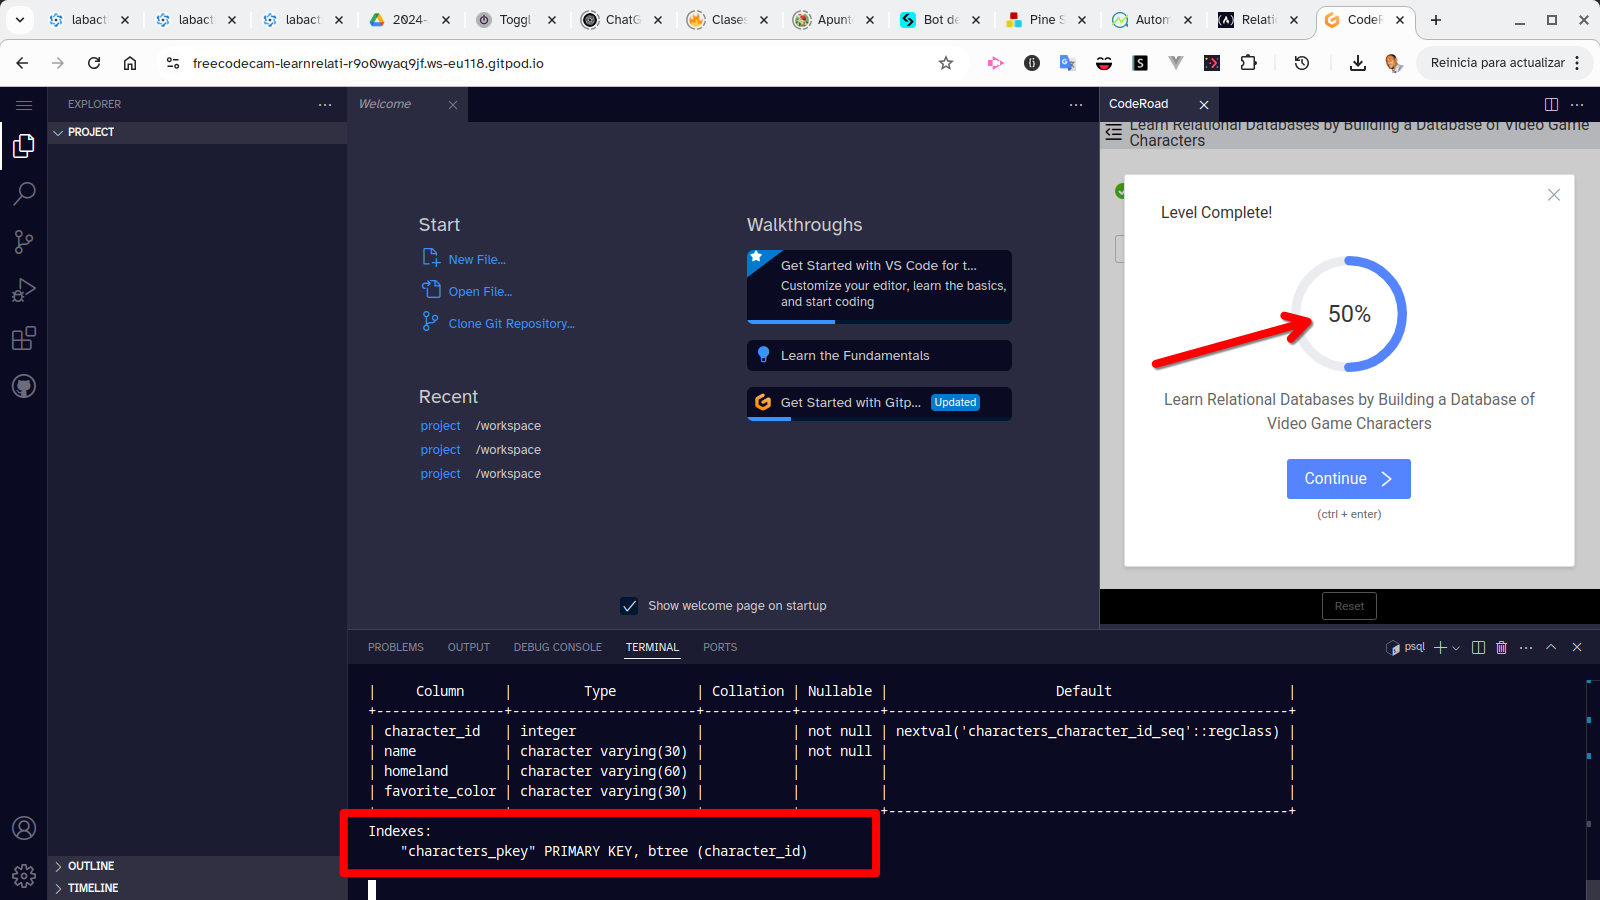 labact
labact
labact
2024-
Toggl
ChatG
Clases
Apunt
Bot de
Pine S
Autom
Relati
CodeR
freecodecam-learnrelati-r9o0wyaq9jf.ws-eu118.gitpod.io
Reinicia para actualizar
EXPLORER
PROJECT
Welcome
CodeRoad
Learn Relational Databases by Building a Database of Video Game
Characters
Level Complete!
50%
Learn Relational Databases by Building a Database of
Video Game Characters
Continue
(ctrl + enter)
Reset
Start
New File...
Open File...
Clone Git Repository...
Recent
project /workspace
project /workspace
project /workspace
Walkthroughs
Get Started with VS Code for t...
Customize your editor, learn the basics,
and start coding
Learn the Fundamentals
Get Started with Gitp... Updated
Show welcome page on startup
PROBLEMS OUTPUT DEBUG CONSOLE TERMINAL PORTS
psql
| Column | Type | Collation | Nullable | Default |
+----------------+-----------------------+-----------+----------+--------------------------------------------------+
| character_id | integer | | not null | nextval('characters_character_id_seq'::regclass) |
| name | character varying(30) | | not null | |
| homeland | character varying(60) | | | |
| favorite_color | character varying(30) | | | |
Indexes:
"characters_pkey" PRIMARY KEY, btree (character_id)
OUTLINE
TIMELINE